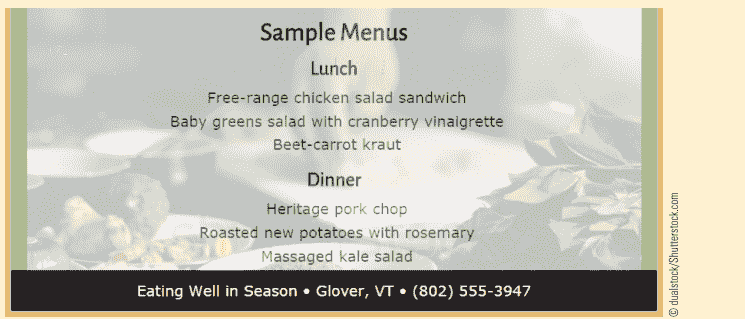 Sample Menus
Lunch
Free-range chicken salad sandwich
Baby greens salad with cranberry vinaigrette
Beet-carrot kraut
Dinner
Heritage pork chop
Roasted new potatoes with rosemary
Massaged kale salad
Eating Well in Season • Glover, VT • (802) 555-3947
© dualstock/Shutterstock.com